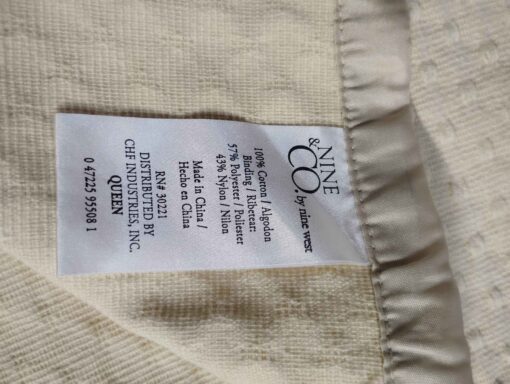 NINE
& CO.
by nine west
100% Cotton / Algodon
Binding / Ribetear:
57% Polyester / Poliester
43% Nylon / Nilon
Made in China /
Hecho en China
RN# 30221
DISTRIBUTED BY
CHF INDUSTRIES, INC.
QUEEN
0 47225 95508 1